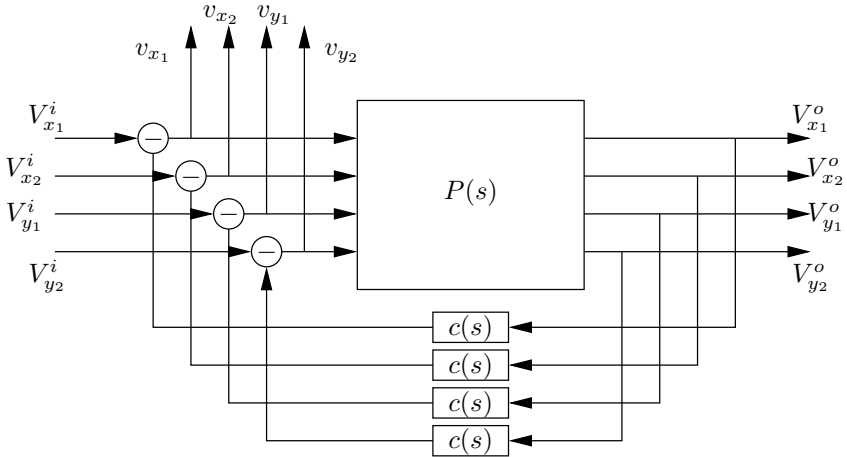 v_{x_1} v_{x_2} v_{y_1} v_{y_2}
V^i_{x_1} − V^o_{x_1}
V^i_{x_2} − V^o_{x_2}
P(s)
V^i_{y_1} − V^o_{y_1}
V^i_{y_2} − V^o_{y_2}
c(s)
c(s)
c(s)
c(s)